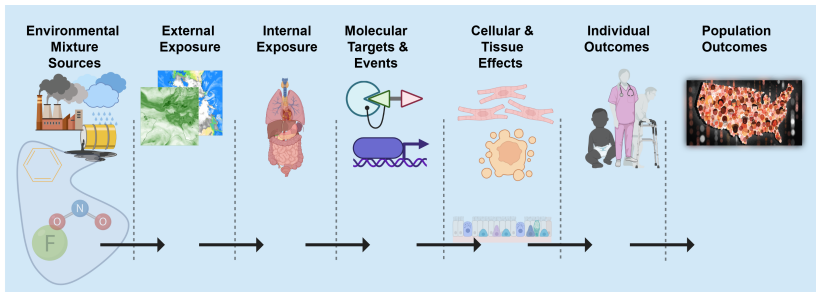 Environmental
Mixture
Sources
External
Exposure
Internal
Exposure
Molecular
Targets &
Events
Cellular &
Tissue
Effects
Individual
Outcomes
Population
Outcomes
N
O
O
F